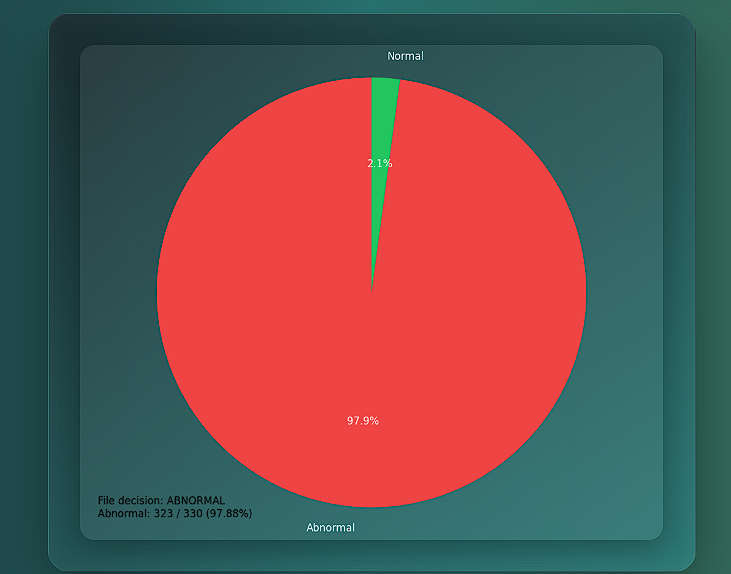 Normal
2.1%
97.9%
File decision: ABNORMAL
Abnormal: 323 / 330 (97.88%)
Abnormal